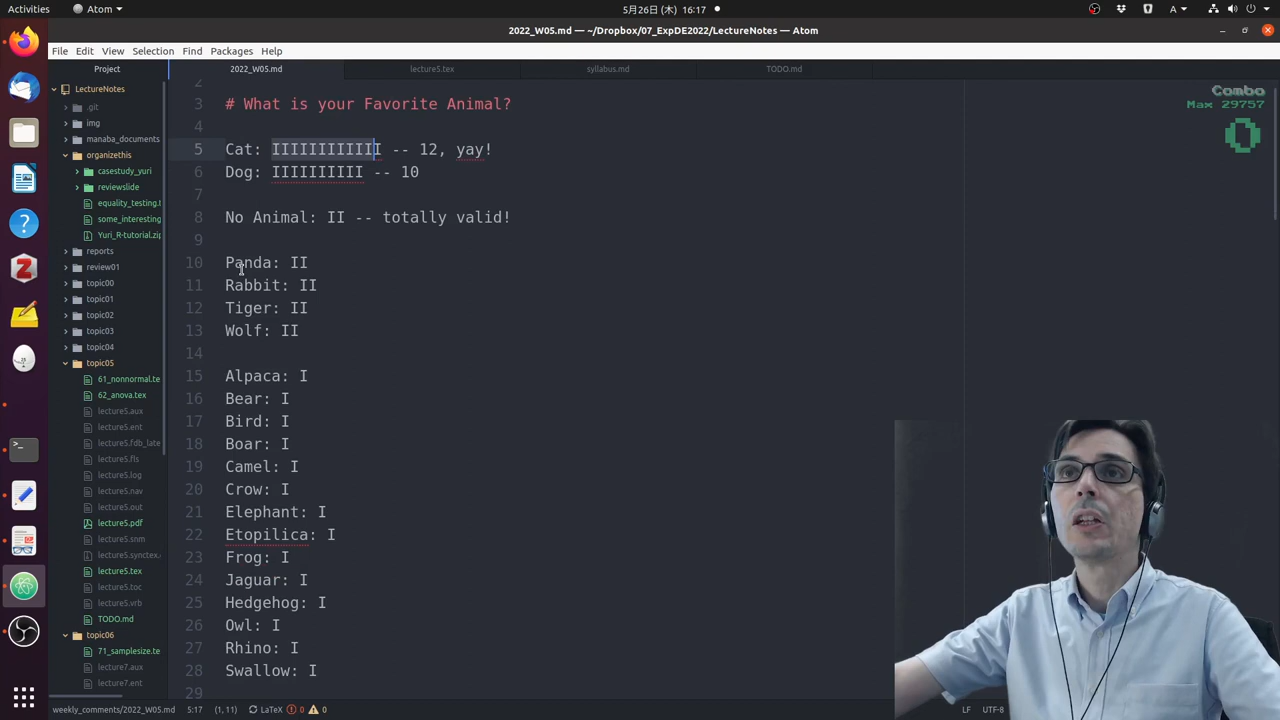 Activities
Atom
5月26日 (木) 16:17
A
2022_W05.md — ~/Dropbox/07_ExpDE2022/LectureNotes — Atom
File Edit View Selection Find Packages Help
Project
2022_W05.md
lecture5.tex
syllabus.md
TODO.md
LectureNotes
.git
img
manaba_documents
organizethis
casestudy_yuri
reviewslide
equality_testing.t
some_interesting
Yuri_R-tutorial.zip
reports
review01
topic00
topic01
topic02
topic03
topic04
topic05
61_nonnormal.te
62_anova.tex
lecture5.aux
lecture5.ent
lecture5.fdb_late
lecture5.fls
lecture5.log
lecture5.nav
lecture5.out
lecture5.pdf
lecture5.snm
lecture5.synctex.
lecture5.tex
lecture5.toc
lecture5.vrb
TODO.md
topic06
71_samplesize.te
lecture7.aux
lecture7.ent
2
3 # What is your Favorite Animal?
4
5 Cat: IIIIIIIIIIII -- 12, yay!
6 Dog: IIIIIIIIII -- 10
7
8 No Animal: II -- totally valid!
9
10 Panda: II
11 Rabbit: II
12 Tiger: II
13 Wolf: II
14
15 Alpaca: I
16 Bear: I
17 Bird: I
18 Boar: I
19 Camel: I
20 Crow: I
21 Elephant: I
22 Etopilica: I
23 Frog: I
24 Jaguar: I
25 Hedgehog: I
26 Owl: I
27 Rhino: I
28 Swallow: I
29
Combo
Max 29757
0
weekly_comments/2022_W05.md 5:17 (1, 11) LaTeX 0 0
LF UTF-8